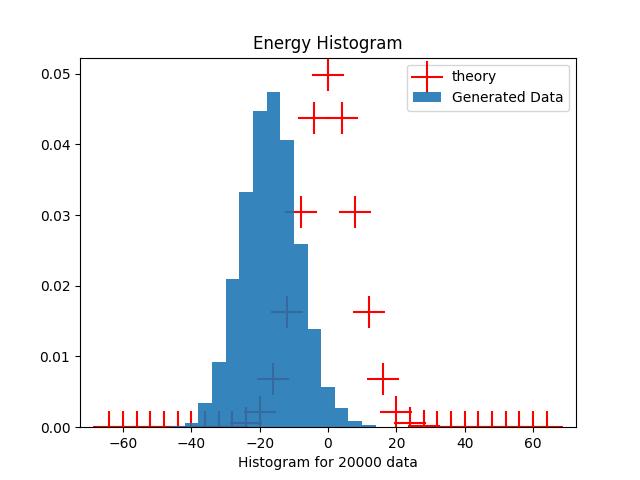 Energy Histogram
theory
Generated Data
0.05
0.04
0.03
0.02
0.01
0.00
−60 −40 −20 0 20 40 60
Histogram for 20000 data